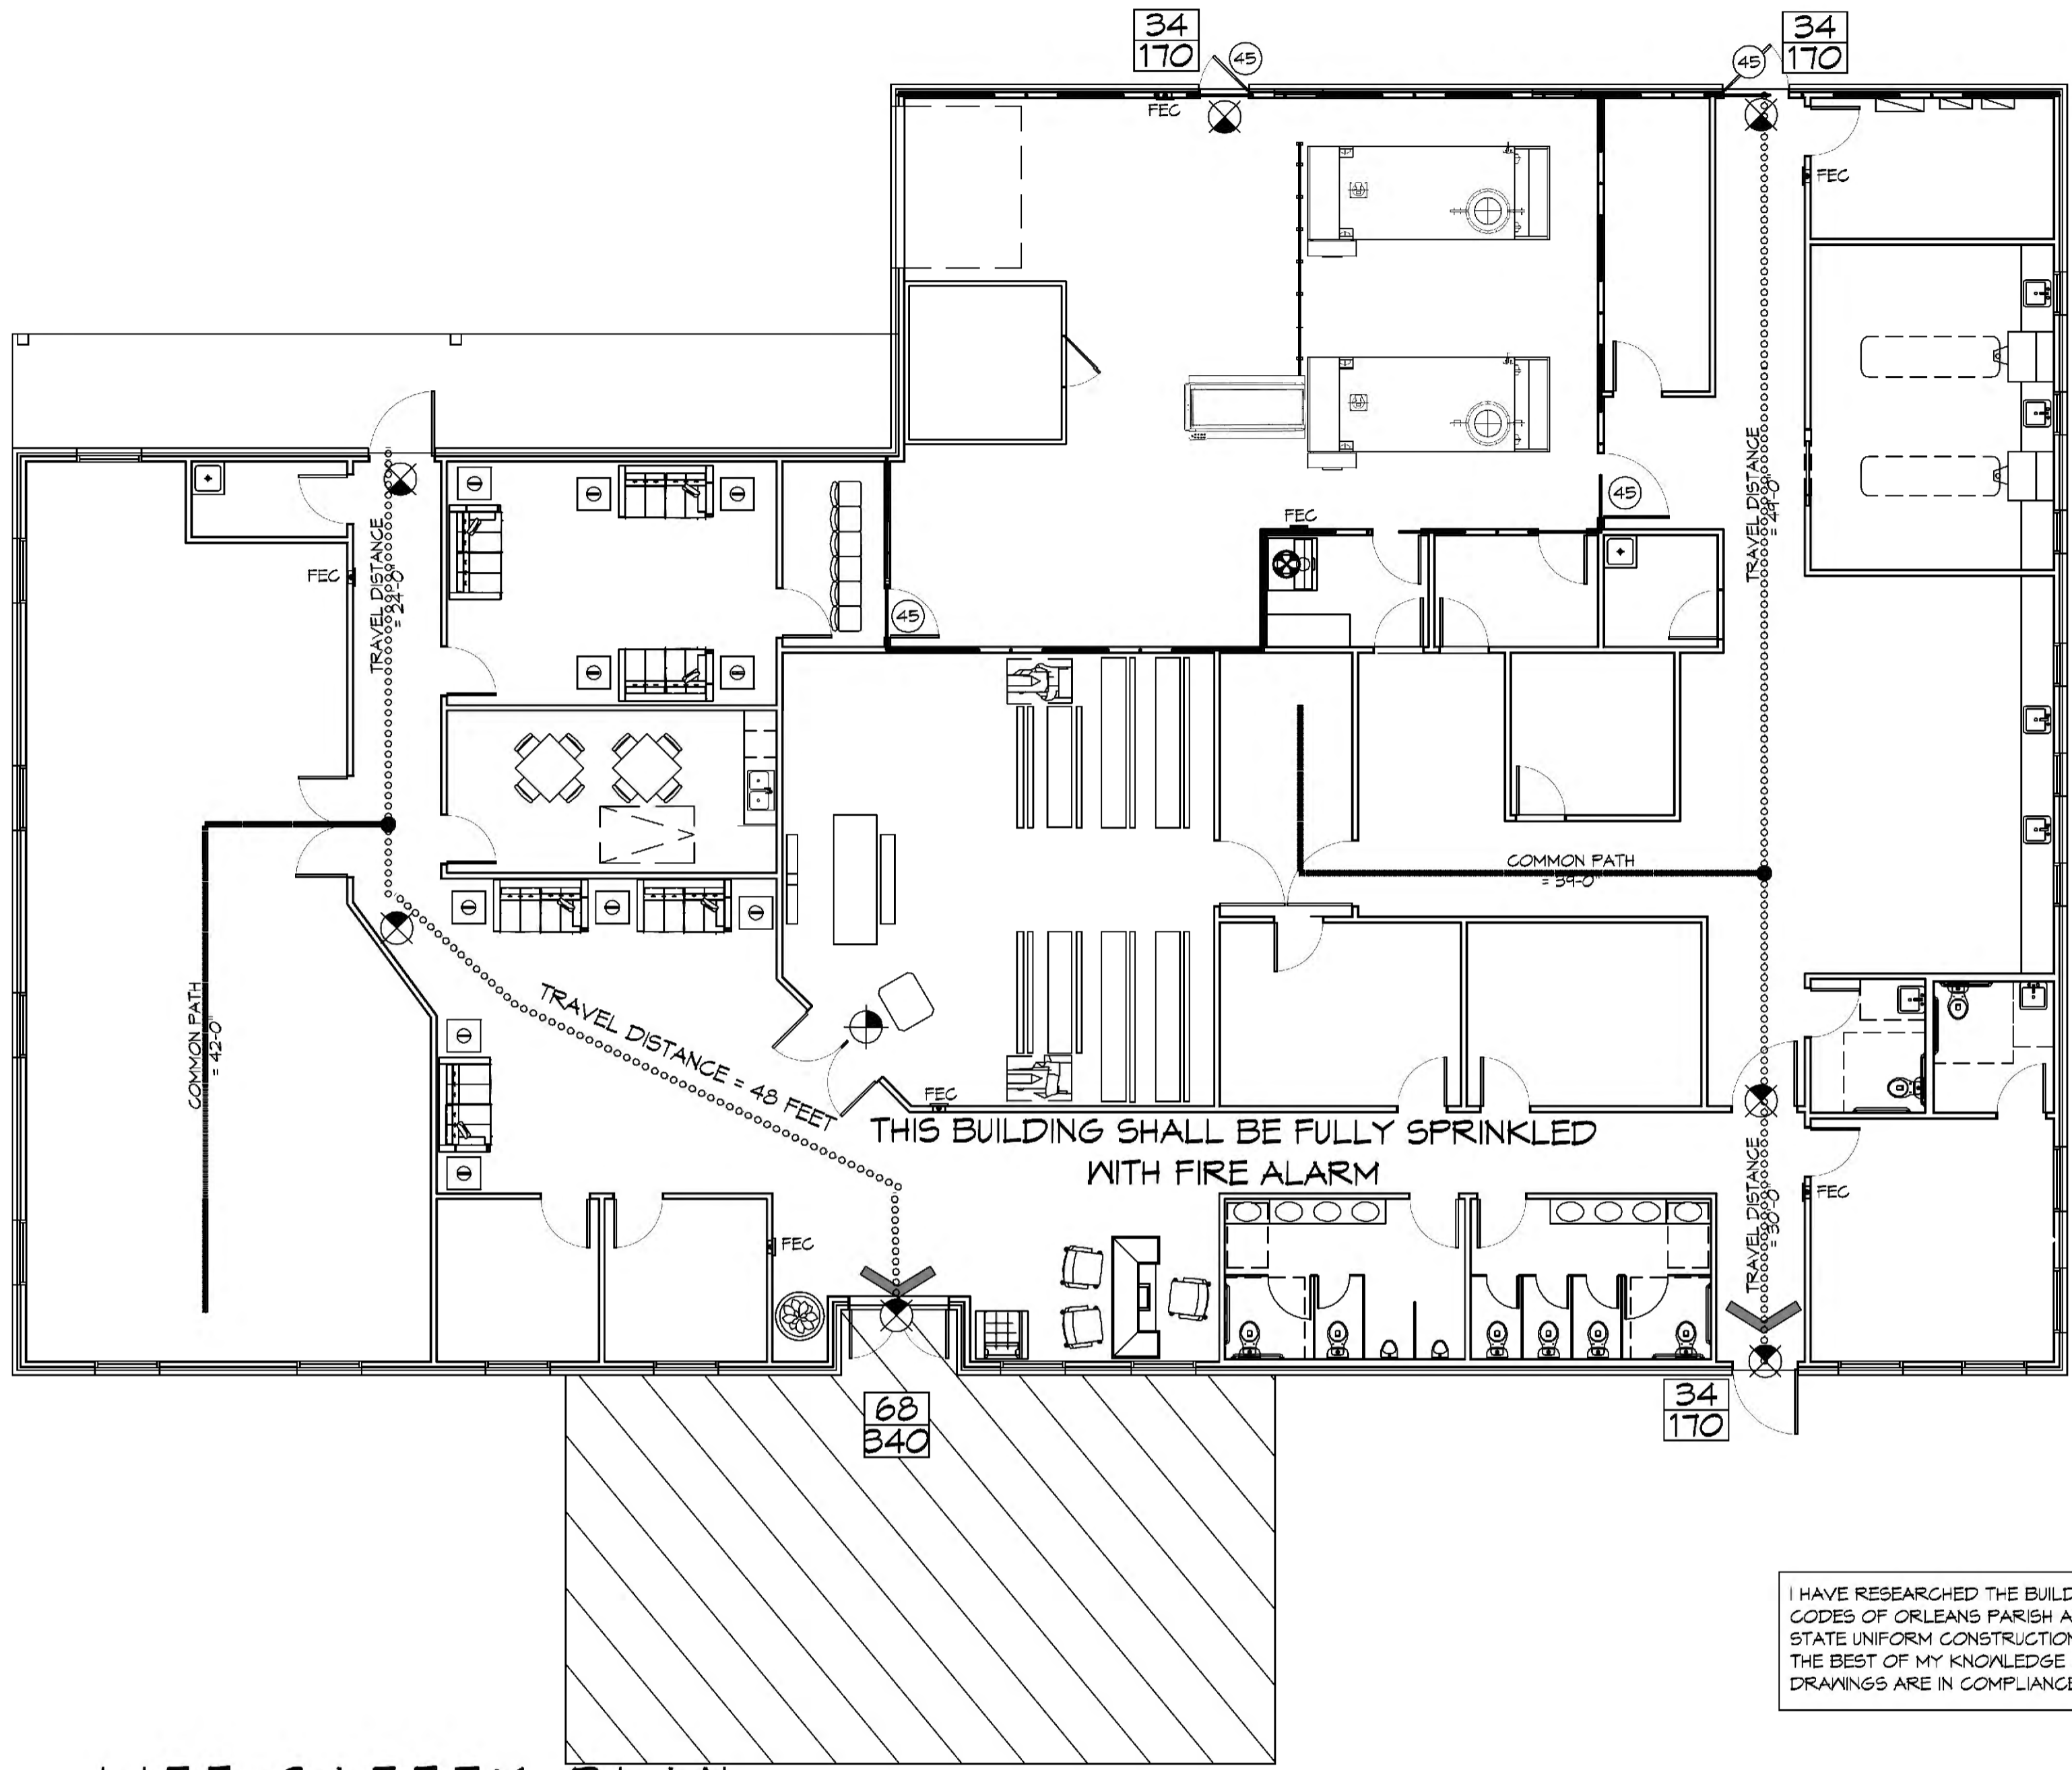 34
170
45
45
34
170
FEC
FEC
TRAVEL DISTANCE
= 49'-0"
45
FEC
TRAVEL DISTANCE
= 24'-0"
FEC
45
COMMON PATH
= 39'-0"
COMMON PATH
= 42'-0"
TRAVEL DISTANCE = 48 FEET
FEC
THIS BUILDING SHALL BE FULLY SPRINKLED
WITH FIRE ALARM
TRAVEL DISTANCE
= 30'-0"
FEC
FEC
68
340
34
170
I HAVE RESEARCHED THE BUILD
CODES OF ORLEANS PARISH A
STATE UNIFORM CONSTRUCTION
THE BEST OF MY KNOWLEDGE
DRAWINGS ARE IN COMPLIANCE